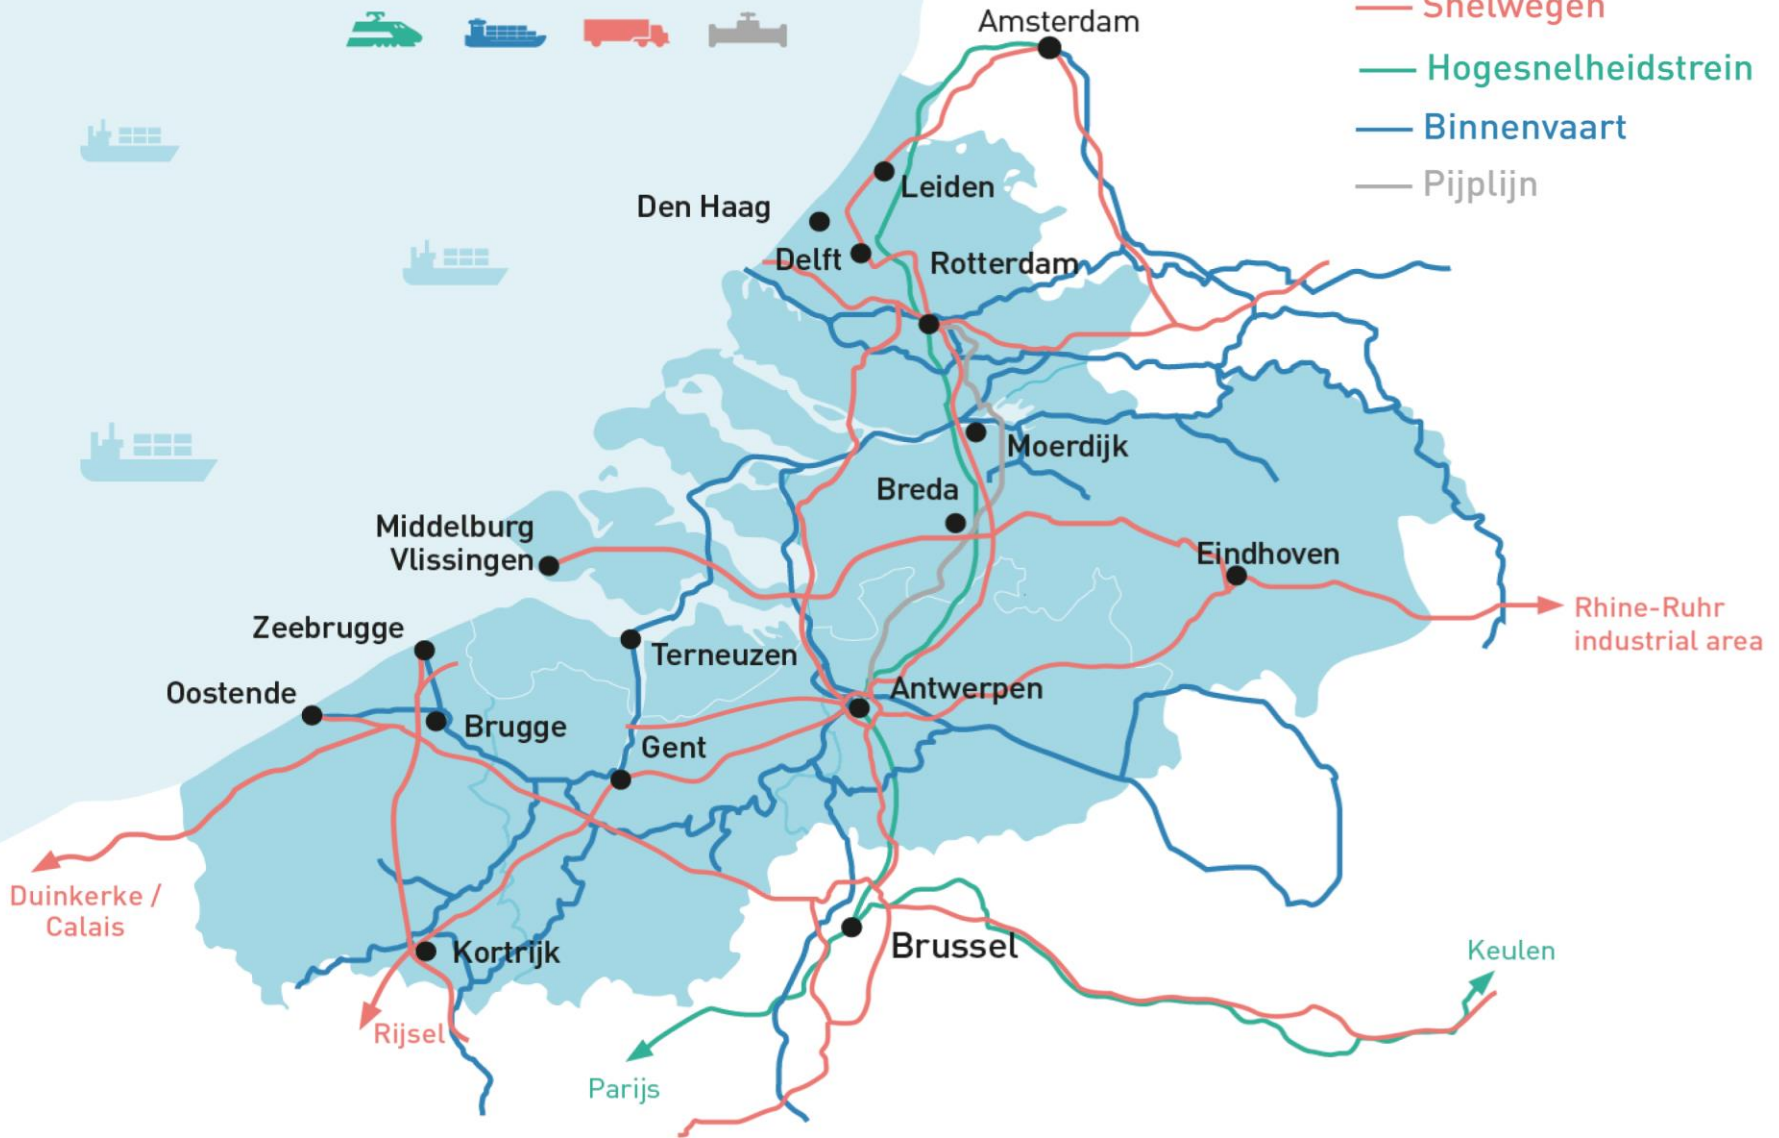 Snelwegen
Amsterdam
Hogesnelheidstrein
Binnenvaart
Pijplijn
Leiden
Den Haag
Delft
Rotterdam
Moerdijk
Breda
Middelburg
Vlissingen
Eindhoven
Rhine-Ruhr
industrial area
Zeebrugge
Terneuzen
Oostende
Antwerpen
Brugge
Gent
Duinkerke /
Calais
Kortrijk
Brussel
Keulen
Rijsel
Parijs